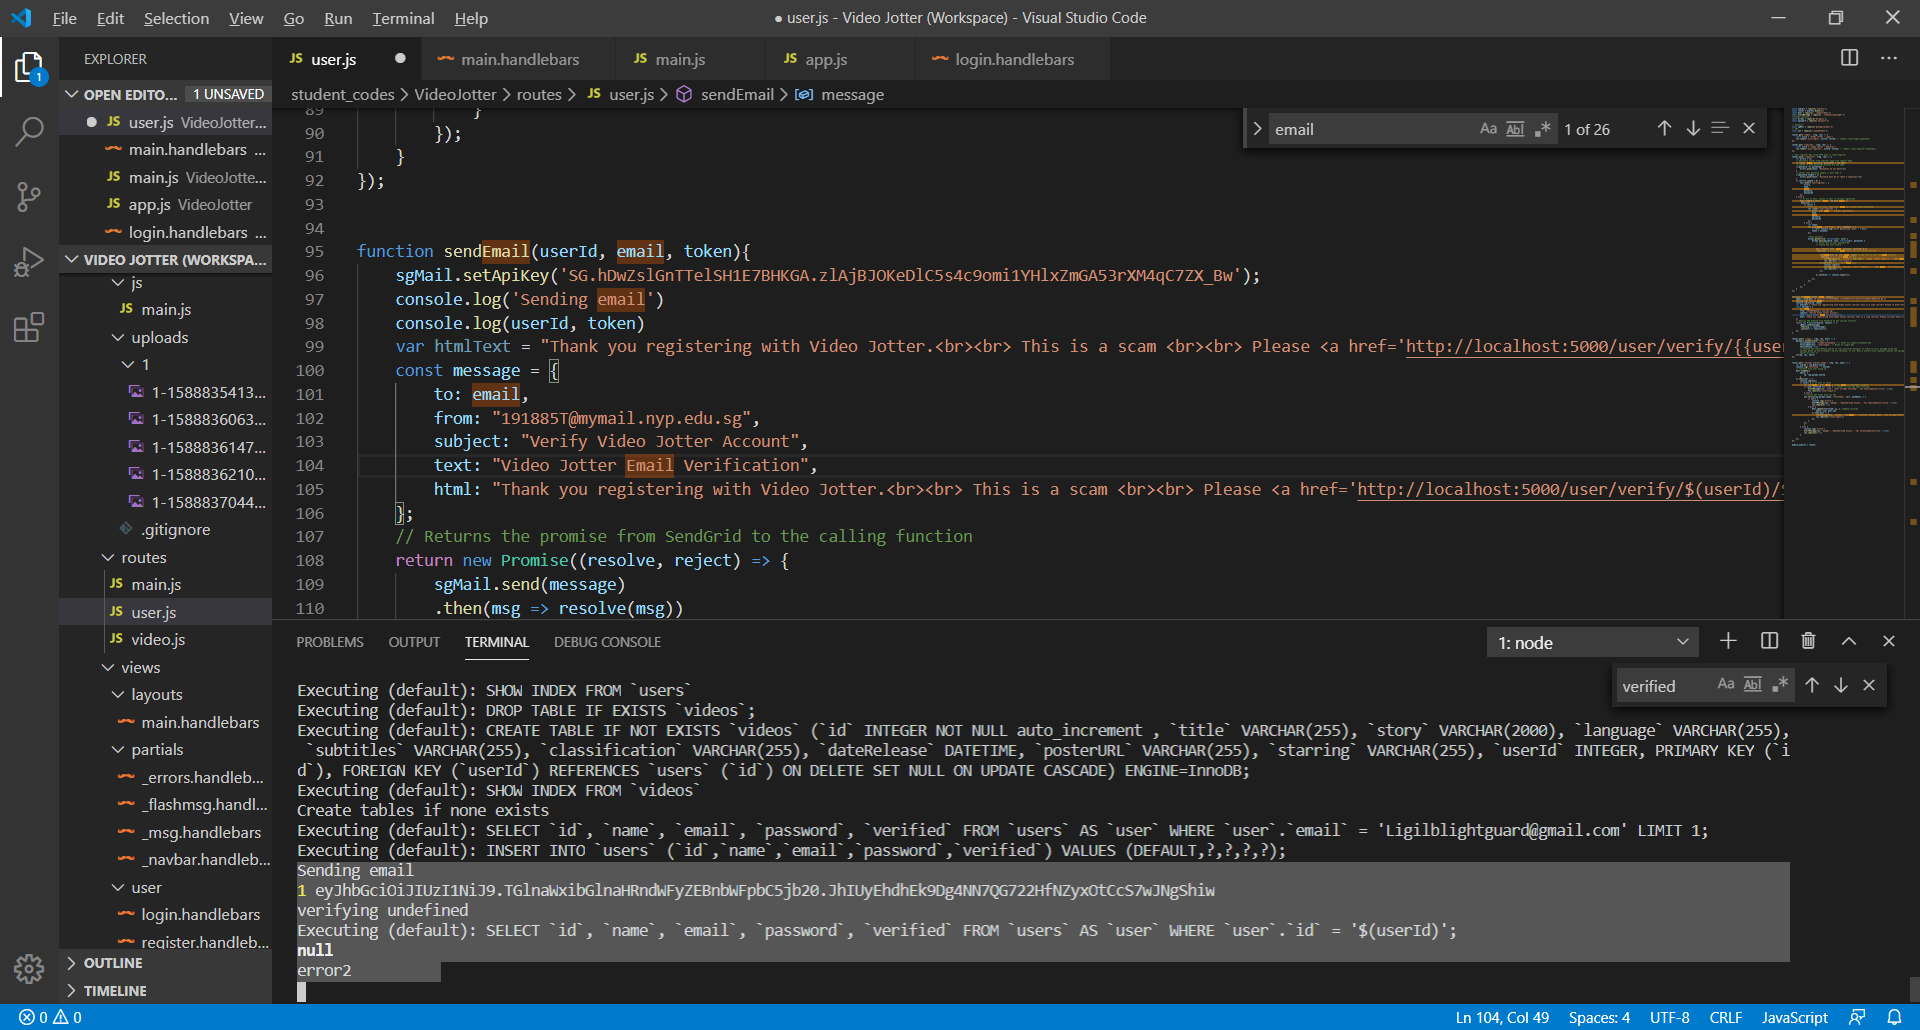 File Edit Selection View Go Run Terminal Help
● user.js - Video Jotter (Workspace) - Visual Studio Code
EXPLORER
OPEN EDITO... 1 UNSAVED
JS user.js VideoJotter...
main.handlebars ...
JS main.js VideoJotte...
JS app.js VideoJotter
login.handlebars ...
VIDEO JOTTER (WORKSPA...
js
JS main.js
uploads
1
1-1588835413...
1-1588836063...
1-1588836147...
1-1588836210...
1-1588837044...
.gitignore
routes
JS main.js
JS user.js
JS video.js
views
layouts
main.handlebars
partials
_errors.handleb...
_flashmsg.handl...
_msg.handlebars
_navbar.handleb...
user
login.handlebars
register.handleb...
OUTLINE
TIMELINE
1
JS user.js ●
main.handlebars
JS main.js
JS app.js
login.handlebars
student_codes > VideoJotter > routes > JS user.js > sendEmail > message
email Aa Abl .* 1 of 26
89 }
90 });
91 }
92 });
93
94
95 function sendEmail(userId, email, token){
96 sgMail.setApiKey('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');
97 console.log('Sending email')
98 console.log(userId, token)
99 var htmlText = "Thank you registering with Video Jotter.<br><br> This is a scam <br><br> Please <a href='http://localhost:5000/user/verify/{{use
100 const message = {
101 to: email,
102 from: "191885T@mymail.nyp.edu.sg",
103 subject: "Verify Video Jotter Account",
104 text: "Video Jotter Email Verification",
105 html: "Thank you registering with Video Jotter.<br><br> This is a scam <br><br> Please <a href='http://localhost:5000/user/verify/$(userId)/
106 };
107 // Returns the promise from SendGrid to the calling function
108 return new Promise((resolve, reject) => {
109 sgMail.send(message)
110 .then(msg => resolve(msg))
PROBLEMS OUTPUT TERMINAL DEBUG CONSOLE
1: node
verified Aa Abl .*
Executing (default): SHOW INDEX FROM `users`
Executing (default): DROP TABLE IF EXISTS `videos`;
Executing (default): CREATE TABLE IF NOT EXISTS `videos` (`id` INTEGER NOT NULL auto_increment , `title` VARCHAR(255), `story` VARCHAR(2000), `language` VARCHAR(255),
`subtitles` VARCHAR(255), `classification` VARCHAR(255), `dateRelease` DATETIME, `posterURL` VARCHAR(255), `starring` VARCHAR(255), `userId` INTEGER, PRIMARY KEY (`i
d`), FOREIGN KEY (`userId`) REFERENCES `users` (`id`) ON DELETE SET NULL ON UPDATE CASCADE) ENGINE=InnoDB;
Executing (default): SHOW INDEX FROM `videos`
Create tables if none exists
Executing (default): SELECT `id`, `name`, `email`, `password`, `verified` FROM `users` AS `user` WHERE `user`.`email` = 'Ligilblightguard@gmail.com' LIMIT 1;
Executing (default): INSERT INTO `users` (`id`,`name`,`email`,`password`,`verified`) VALUES (DEFAULT,?,?,?,?);
Sending email
1 eyJhbGciOiJIUzI1NiJ9.TGlnaWxibGlnaHRndWFyZEBnbWFpbC5jb20.JhIUyEhdhEk9Dg4NN7QG722HfNZyxOtCcS7wJNgShiw
verifying undefined
Executing (default): SELECT `id`, `name`, `email`, `password`, `verified` FROM `users` AS `user` WHERE `user`.`id` = '$(userId)';
null
error2
0 0
Ln 104, Col 49 Spaces: 4 UTF-8 CRLF JavaScript